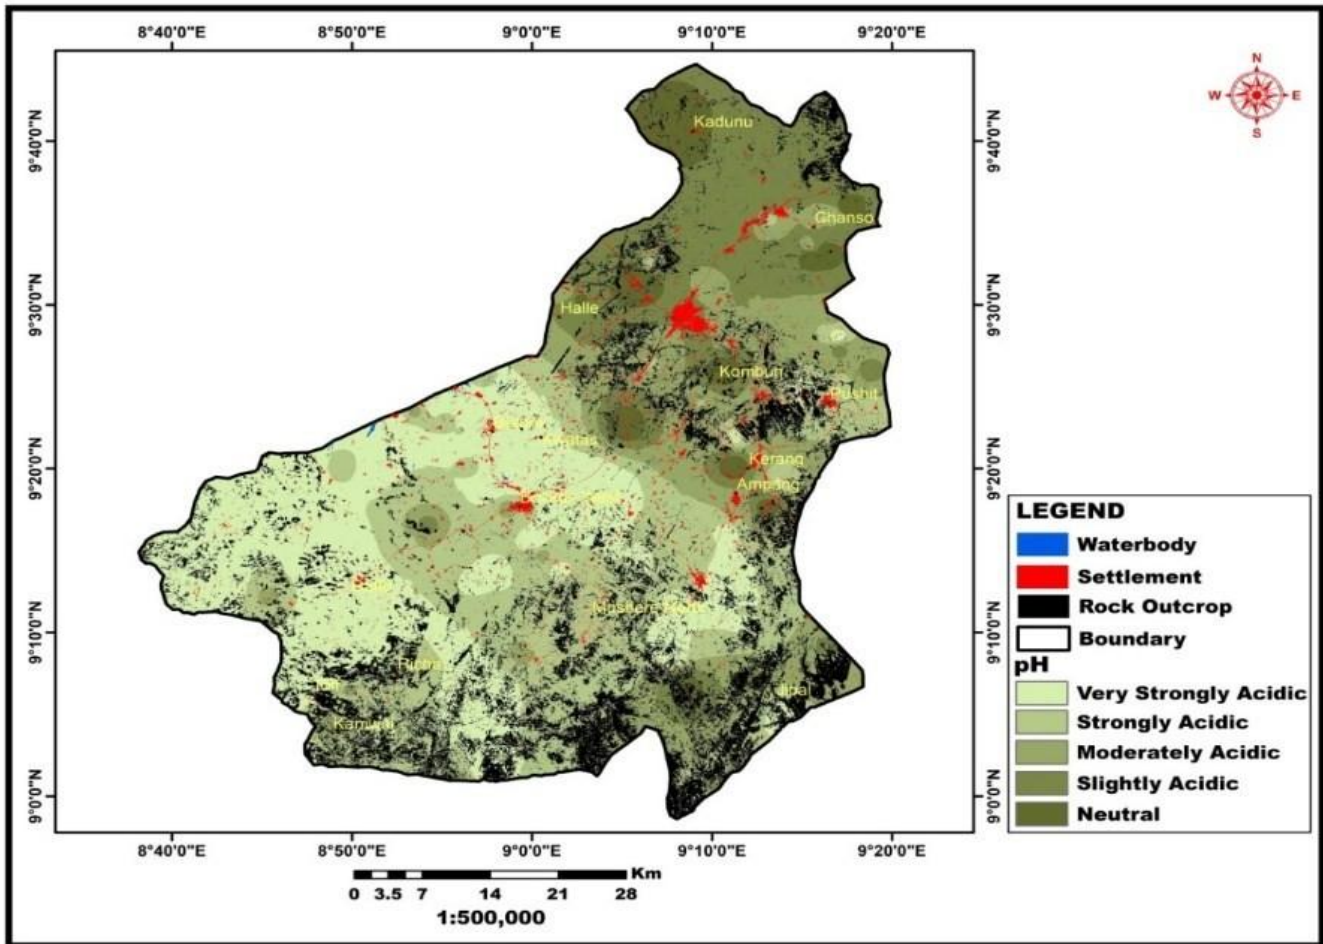 8°40'0"E 8°50'0"E 9°0'0"E 9°10'0"E 9°20'0"E
N
W E
S
9°40'0"N 9°40'0"N
Kadunu
Ghanso
9°30'0"N 9°30'0"N
Halle
Kombun
Pushit
9°20'0"N 9°20'0"N
Kerang
Ampang
9°10'0"N 9°10'0"N
Jibal
Kamwai
9°0'0"N 9°0'0"N
8°40'0"E 8°50'0"E 9°0'0"E 9°10'0"E 9°20'0"E
LEGEND
Waterbody
Settlement
Rock Outcrop
Boundary
pH
Very Strongly Acidic
Strongly Acidic
Moderately Acidic
Slightly Acidic
Neutral
Km
0 3.5 7 14 21 28
1:500,000